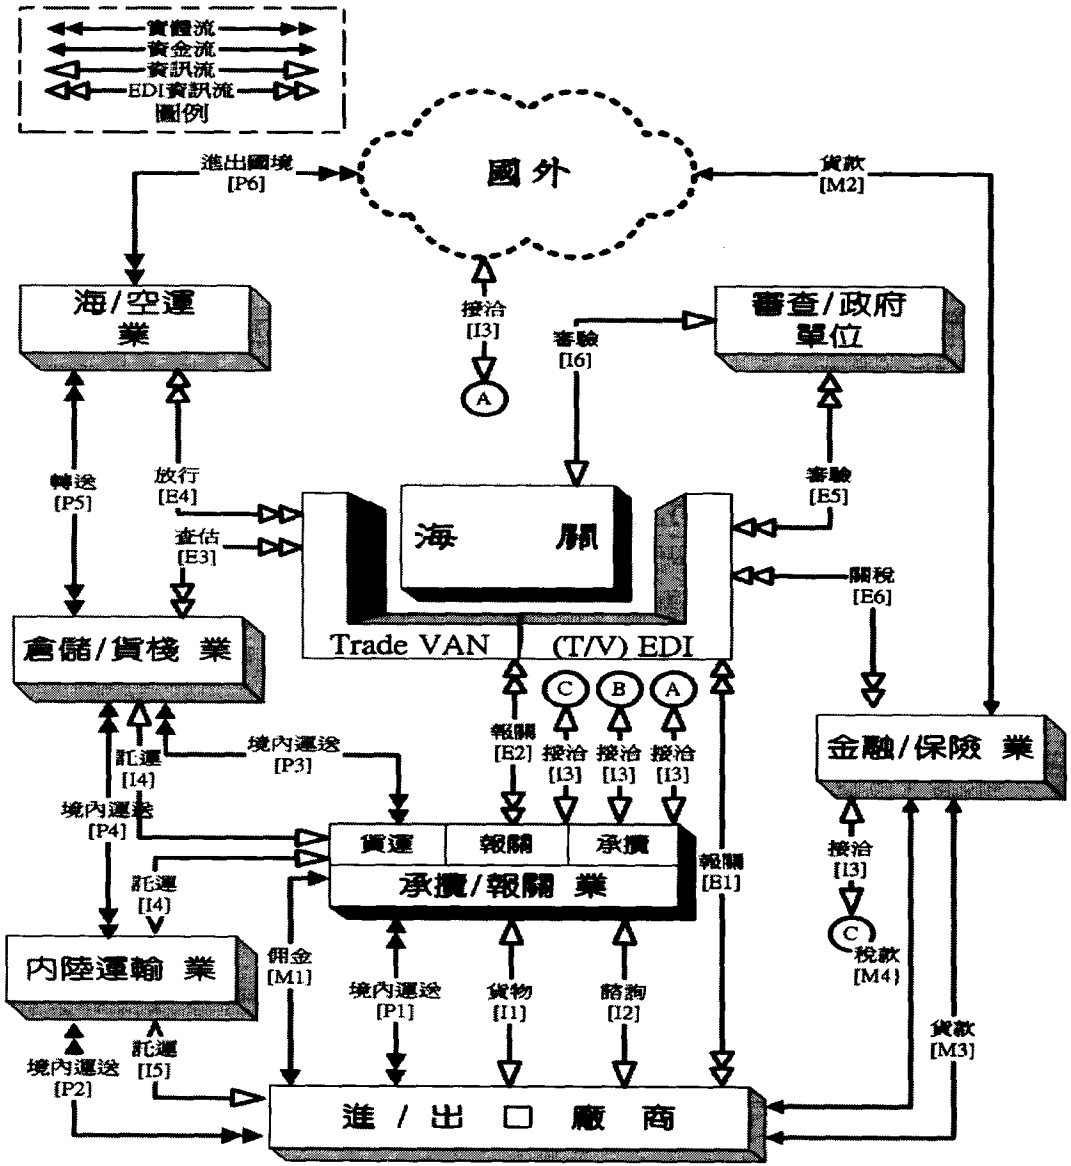 實體流
資金流
資訊流
EDI資訊流
圖例
國外
進出國境
[P6]
貨款
[M2]
海/空運
業
接洽
[I3]
A
審驗
[I6]
審查/政府
單位
轉送
[P5]
放行
[E4]
查估
[E3]
海 關
審驗
[E5]
關稅
[E6]
Trade VAN
(T/V) EDI
倉儲/貨棧 業
報關
[E2]
C
B
A
接洽
[I3]
接洽
[I3]
接洽
[I3]
境內運送
[P3]
託運
[I4]
境內運送
[P4]
金融/保險 業
貨運
報關
承攬
承攬/報關 業
報關
[E1]
接洽
[I3]
C
託運
[I4]
內陸運輸 業
佣金
[M1]
境內運送
[P1]
貨物
[I1]
諮詢
[I2]
稅款
[M4}
貨款
[M3]
境內運送
[P2]
託運
[I5]
進 / 出 口 廠 商